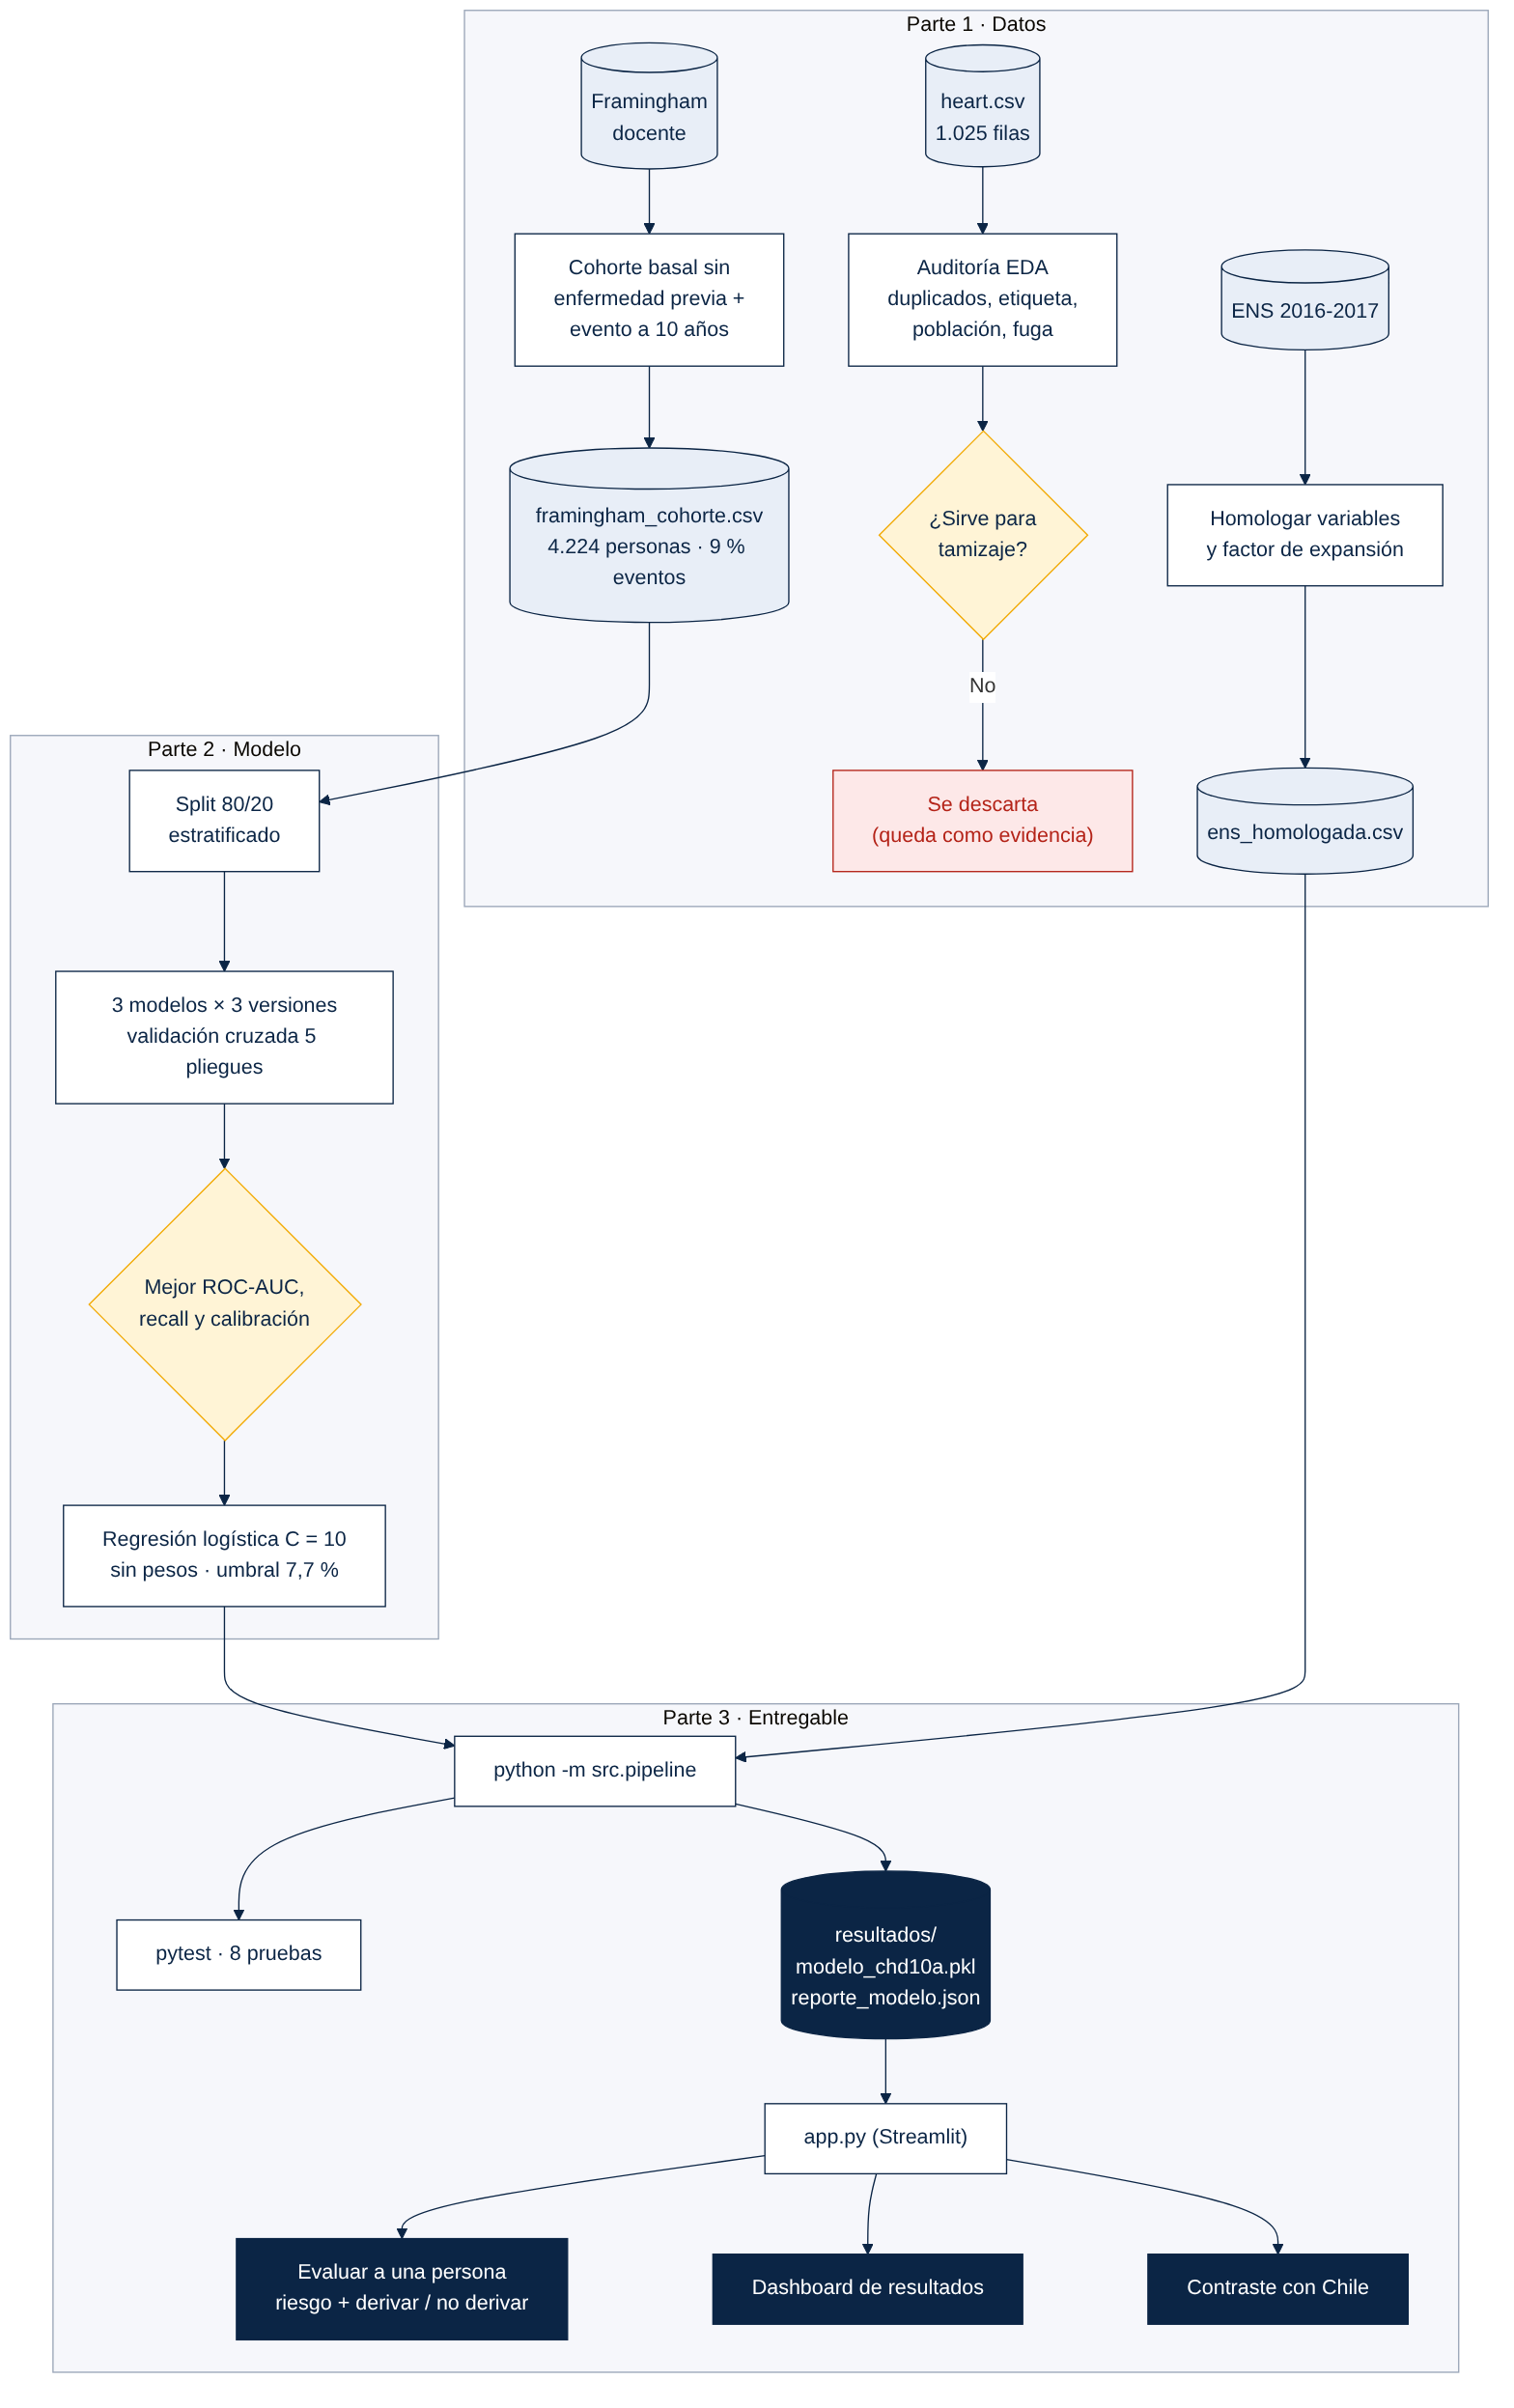 Parte 1 · Datos
Framingham
docente
heart.csv
1.025 filas
Cohorte basal sin
enfermedad previa +
evento a 10 años
Auditoría EDA
duplicados, etiqueta,
población, fuga
ENS 2016-2017
framingham_cohorte.csv
4.224 personas · 9 %
eventos
¿Sirve para
tamizaje?
Homologar variables
y factor de expansión
No
Se descarta
(queda como evidencia)
ens_homologada.csv
Parte 2 · Modelo
Split 80/20
estratificado
3 modelos × 3 versiones
validación cruzada 5
pliegues
Mejor ROC-AUC,
recall y calibración
Regresión logística C = 10
sin pesos · umbral 7,7 %
Parte 3 · Entregable
python -m src.pipeline
pytest · 8 pruebas
resultados/
modelo_chd10a.pkl
reporte_modelo.json
app.py (Streamlit)
Evaluar a una persona
riesgo + derivar / no derivar
Dashboard de resultados
Contraste con Chile